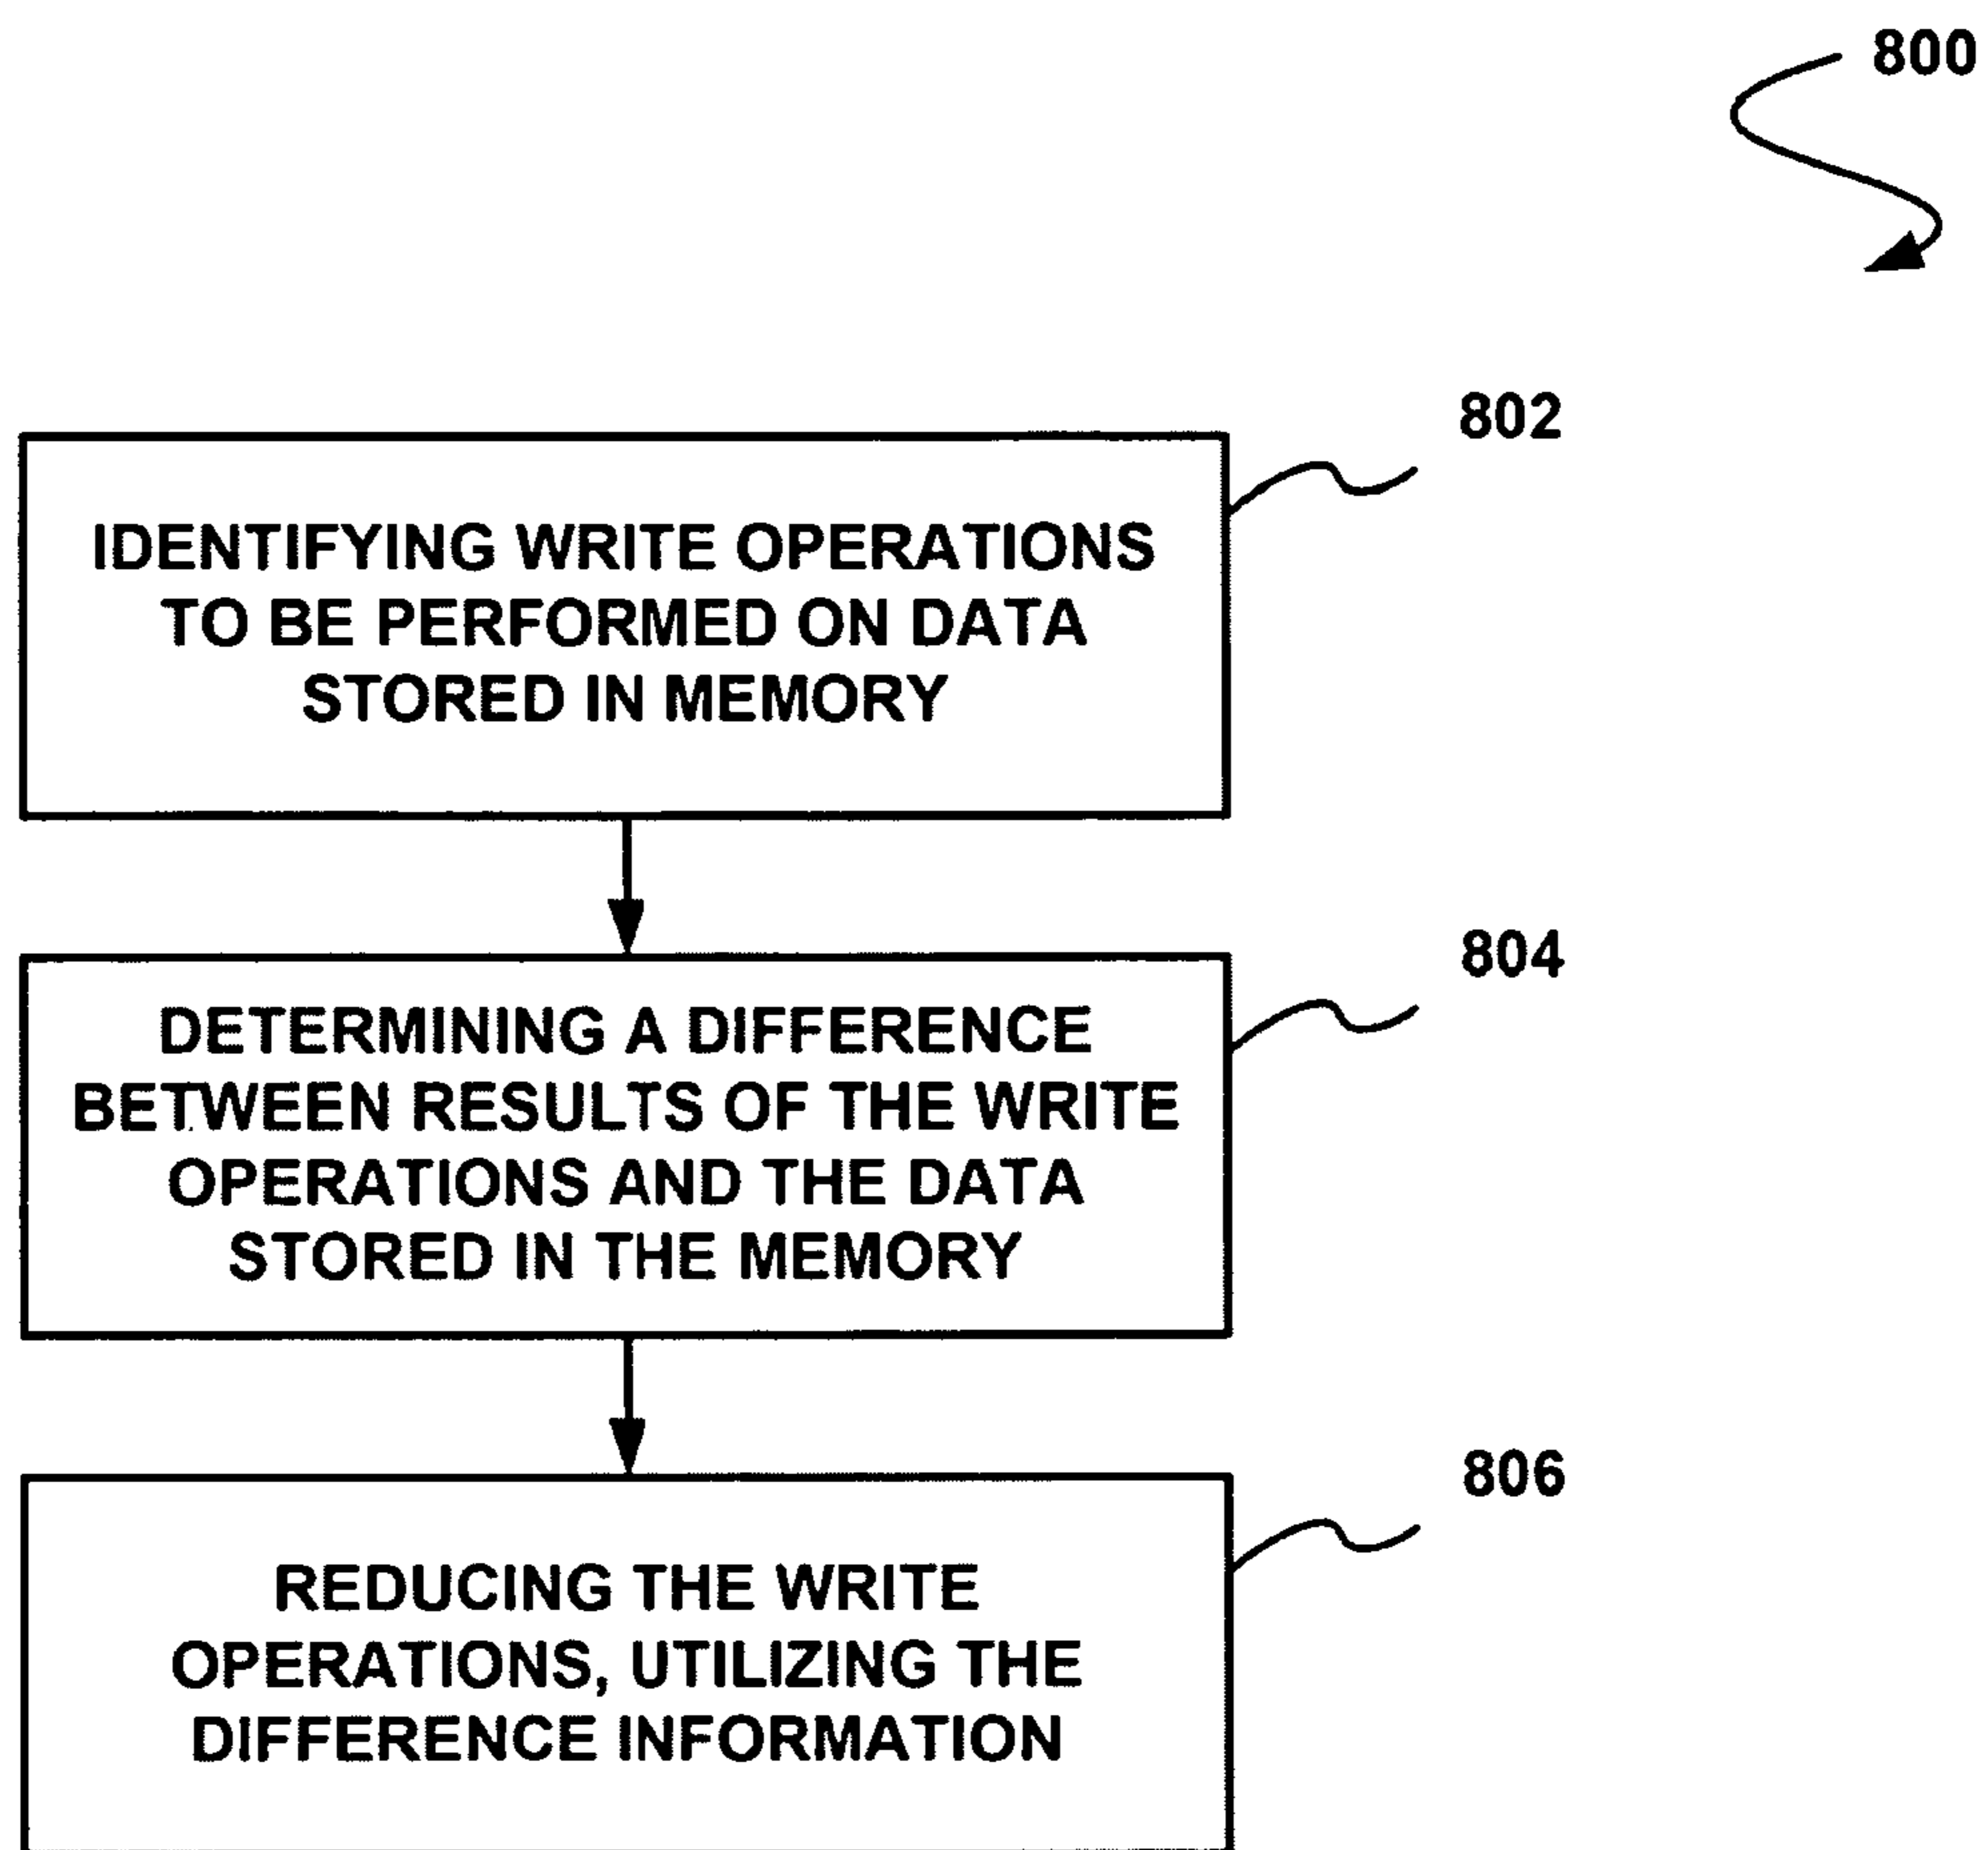 800
802
IDENTIFYING WRITE OPERATIONS
TO BE PERFORMED ON DATA
STORED IN MEMORY
804
DETERMINING A DIFFERENCE
BETWEEN RESULTS OF THE WRITE
OPERATIONS AND THE DATA
STORED IN THE MEMORY
806
REDUCING THE WRITE
OPERATIONS, UTILIZING THE
DIFFERENCE INFORMATION